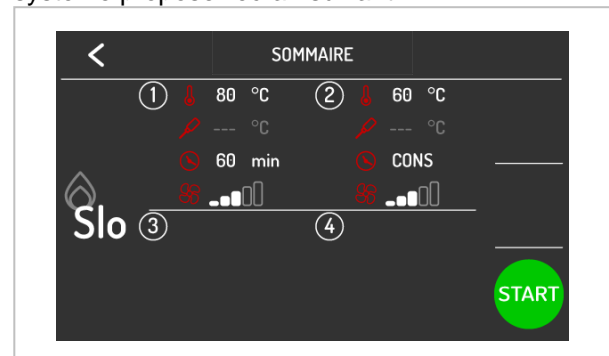 SOMMAIRE
1 80 °C 2 60 °C
--- °C --- °C
60 min CONS
Slo 3 4
START